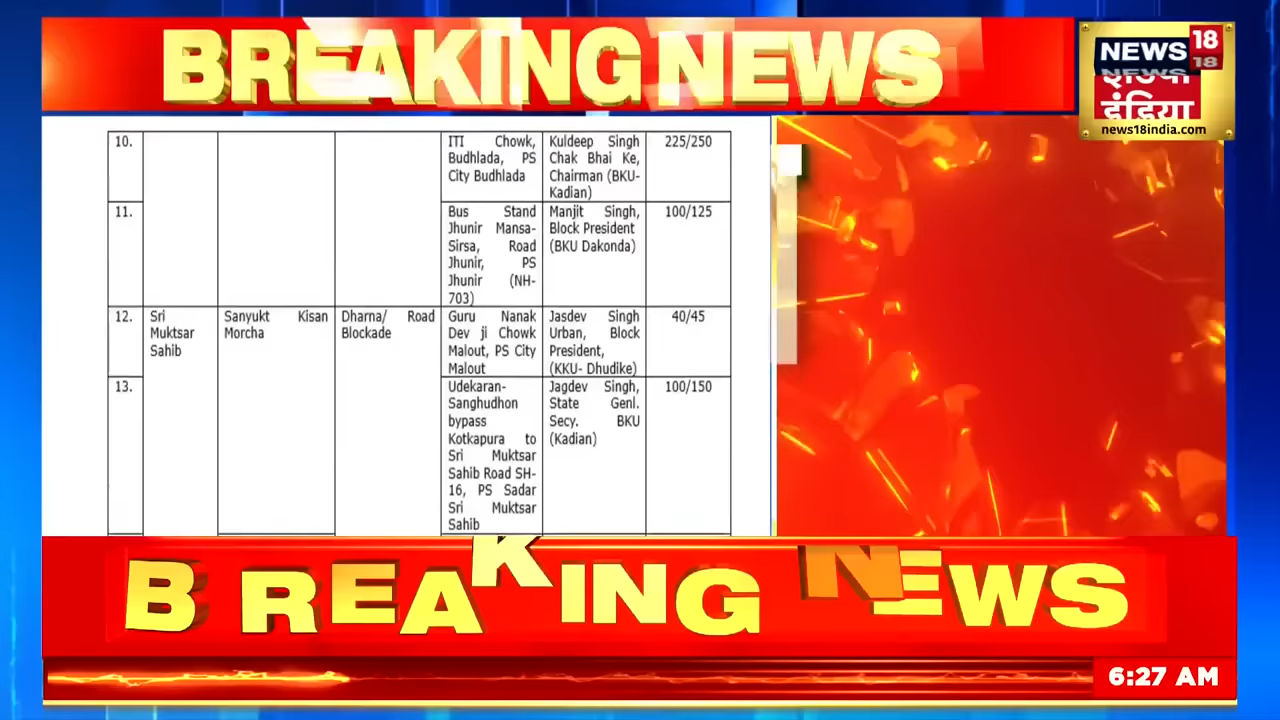 BREAKING NEWS
NEWS 18
इंडिया
news18india.com
10.
ITI Chowk,
Budhlada, PS
City Budhlada
Kuldeep Singh
Chak Bhai Ke,
Chairman (BKU-
Kadian)
225/250
11.
Bus Stand
Jhunir Mansa-
Sirsa, Road
Jhunir, PS
Jhunir (NH-
703)
Manjit Singh,
Block President
(BKU Dakonda)
100/125
12.
Sri
Muktsar
Sahib
Sanyukt Kisan
Morcha
Dharna/ Road
Blockade
Guru Nanak
Dev ji Chowk
Malout, PS City
Malout
Jasdev Singh
Urban, Block
President,
(KKU- Dhudike)
40/45
13.
Udekaran-
Sanghudhon
bypass
Kotkapura to
Sri Muktsar
Sahib Road SH-
16, PS Sadar
Sri Muktsar
Sahib
Jagdev Singh,
State Genl.
Secy. BKU
(Kadian)
100/150
BREAKING NEWS
6:27 AM